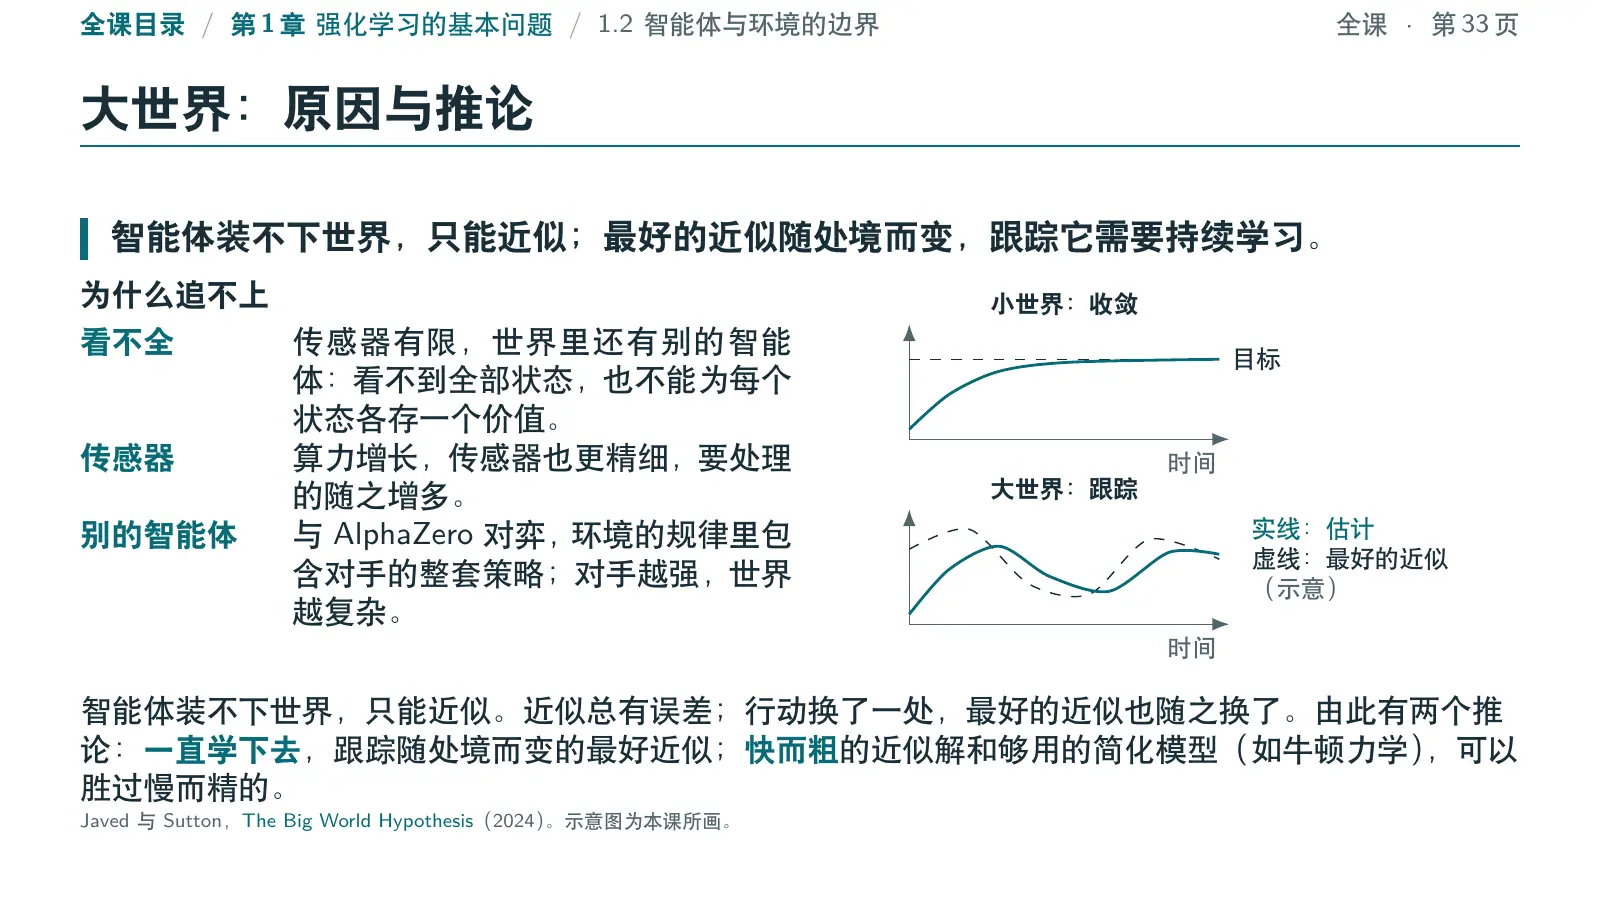 全课目录 / 第1章 强化学习的基本问题 / 1.2 智能体与环境的边界
全课 · 第33页
大世界：原因与推论
智能体装不下世界，只能近似；最好的近似随处境而变，跟踪它需要持续学习。
为什么追不上
看不全
传感器有限，世界里还有别的智能
体：看不到全部状态，也不能为每个
状态各存一个价值。
传感器
算力增长，传感器也更精细，要处理
的随之增多。
别的智能体
与 AlphaZero 对弈，环境的规律里包
含对手的整套策略；对手越强，世界
越复杂。
小世界：收敛
目标
时间
大世界：跟踪
实线：估计
虚线：最好的近似
（示意）
时间
智能体装不下世界，只能近似。近似总有误差；行动换了一处，最好的近似也随之换了。由此有两个推
论：一直学下去，跟踪随处境而变的最好近似；快而粗的近似解和够用的简化模型（如牛顿力学），可以
胜过慢而精的。
Javed 与 Sutton，The Big World Hypothesis（2024）。示意图为本课所画。